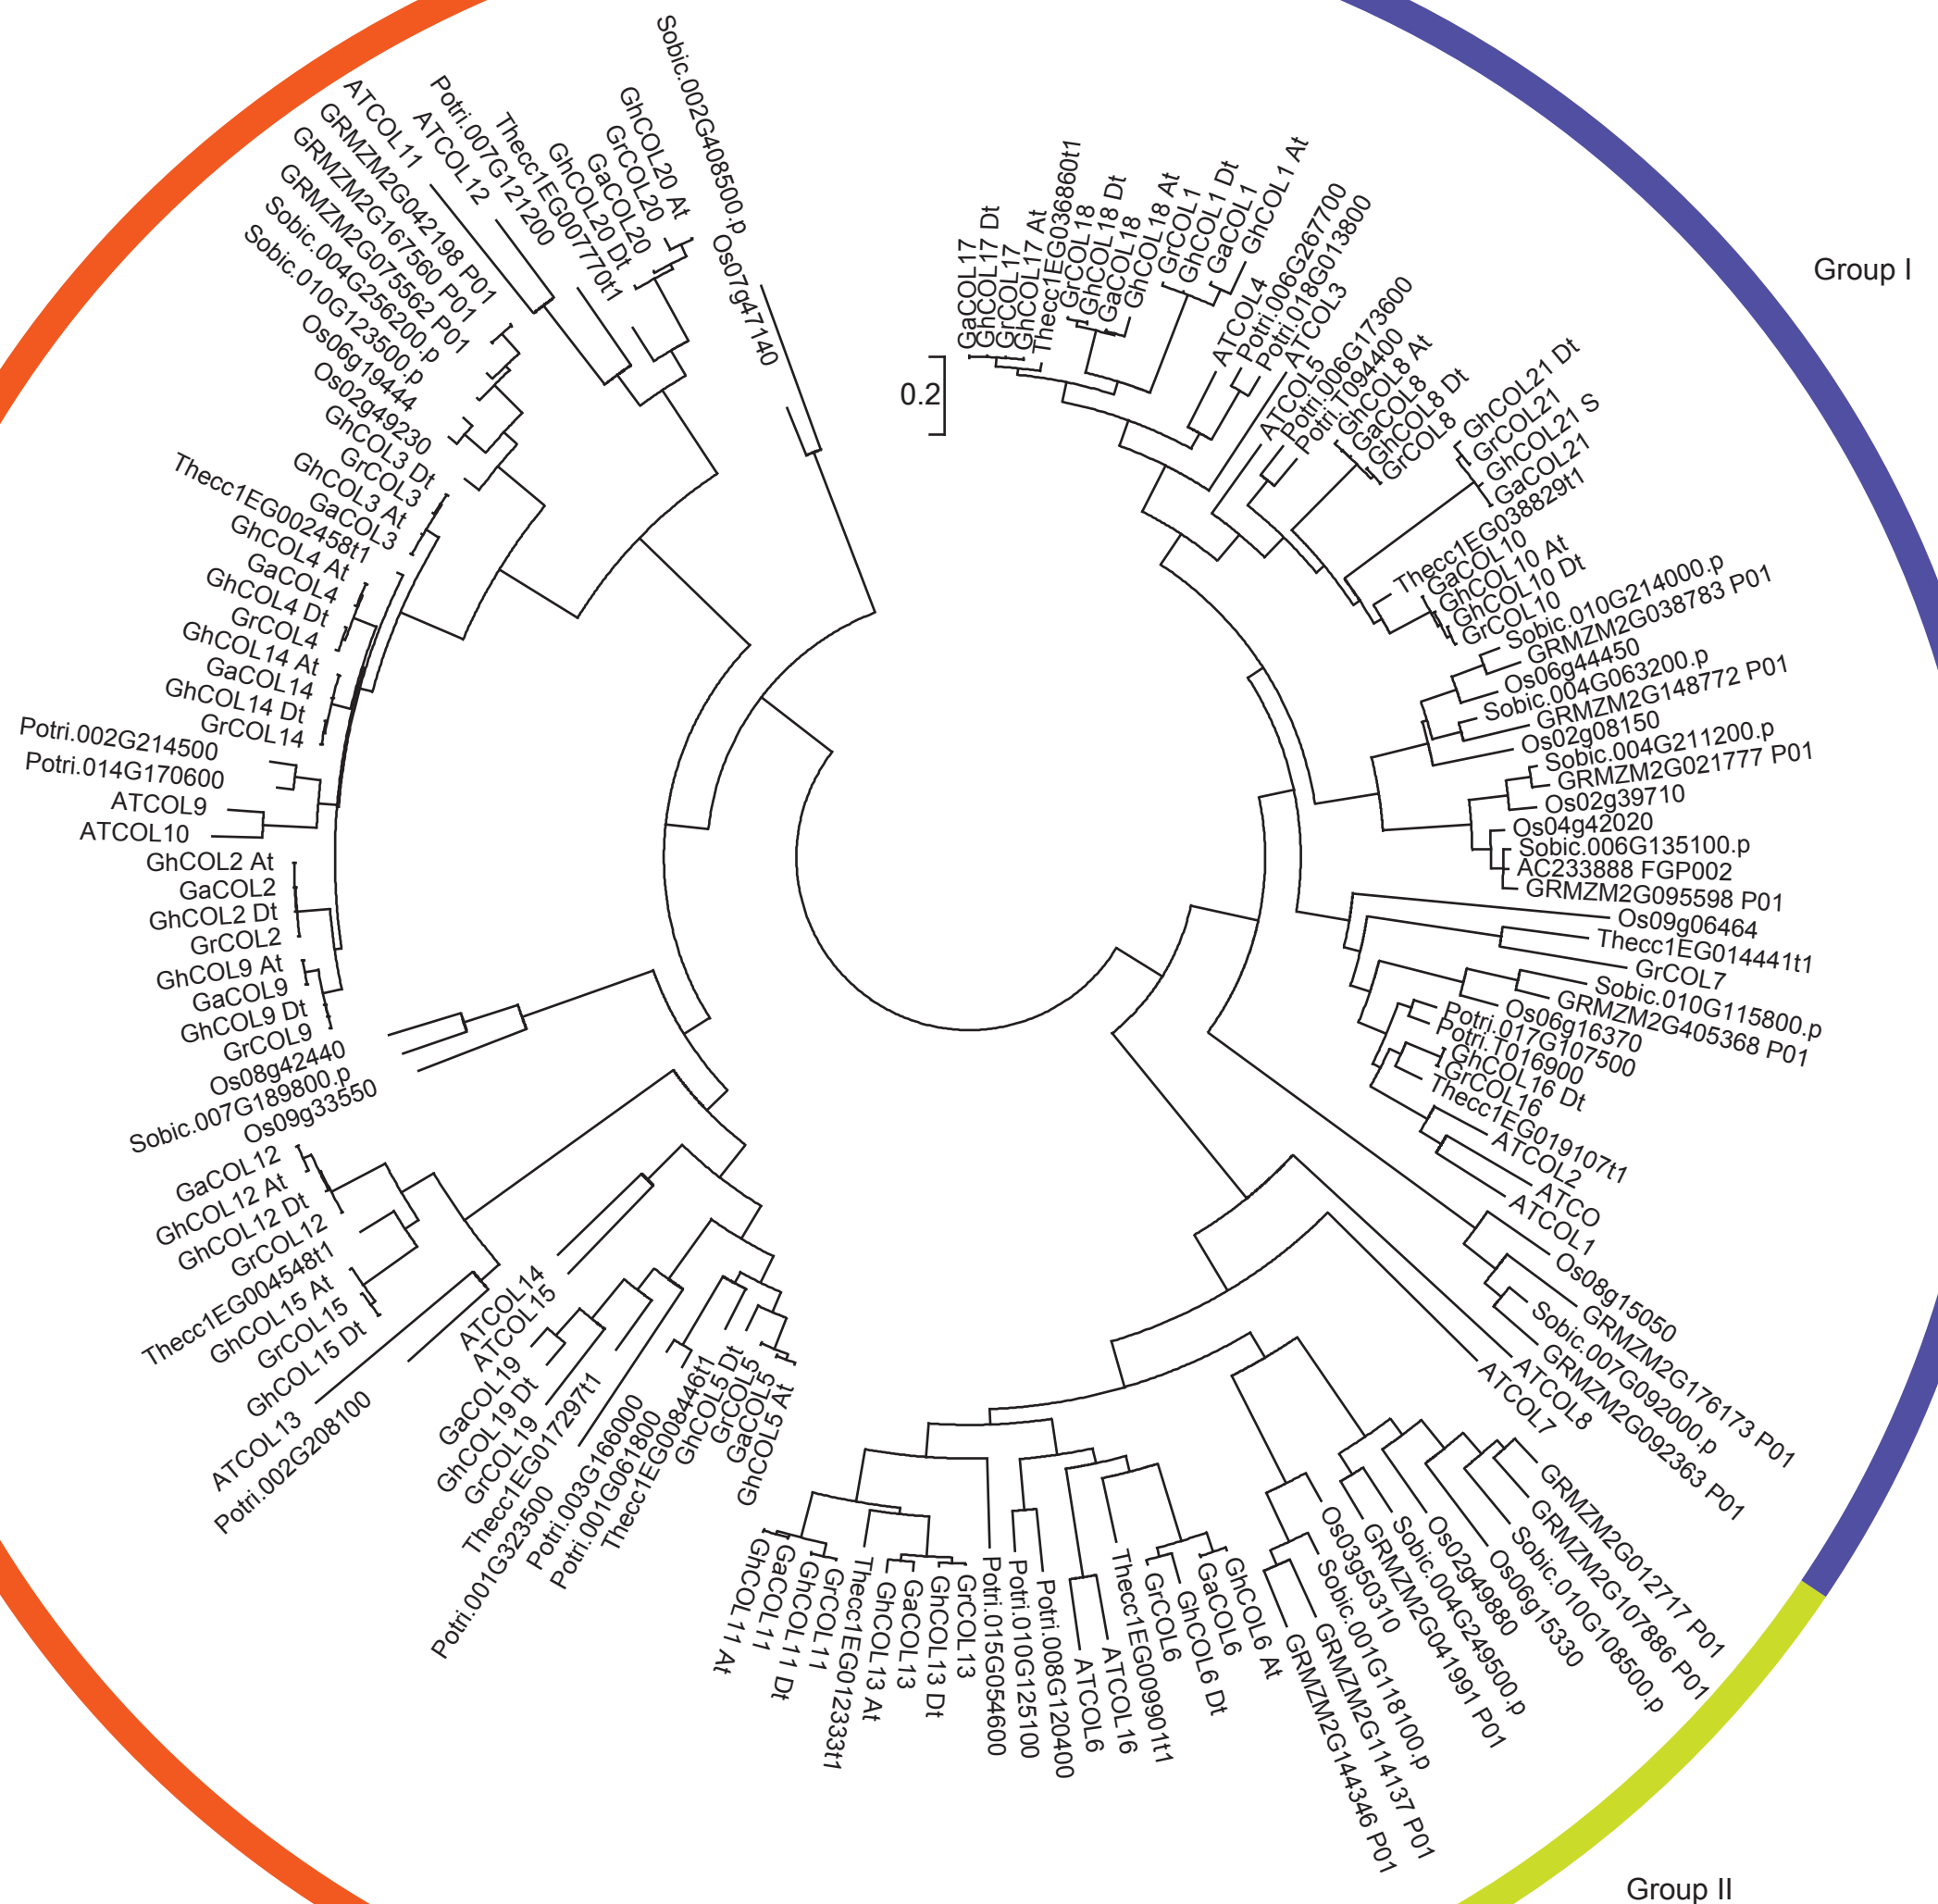 GaCOL17
GhCOL17 Dt
GrCOL17
GhCOL17 At
Thecc1EG036860t1
GrCOL18
GhCOL18 Dt
GaCOL18
GhCOL18 At
GrCOL1
GhCOL1 Dt
GaCOL1
GhCOL1 At
ATCOL4
Potri.006G267700
Potri.018G013800
ATCOL3
ATCOL5
Potri.006G173600
Potri.T094400
GhCOL8 At
GaCOL8
GhCOL8 Dt
GrCOL8
GhCOL21 Dt
GrCOL21
GhCOL21 S
GaCOL21
Thecc1EG038829t1
GaCOL10
GhCOL10 At
GhCOL10 Dt
GrCOL10
Sobic.010G214000.p
GRMZM2G038783 P01
Os06g44450
Sobic.004G063200.p
GRMZM2G148772 P01
Os02g08150
Sobic.004G211200.p
GRMZM2G021777 P01
Os02g39710
Os04g42020
Sobic.006G135100.p
AC233888 FGP002
GRMZM2G095598 P01
Os09g06464
Thecc1EG014441t1
GrCOL7
Sobic.010G115800.p
GRMZM2G405368 P01
Os06g16370
Potri.017G107500
Potri.T016900
GhCOL16 Dt
GrCOL16
Thecc1EG019107t1
ATCOL2
ATCO
ATCOL1
Os08g15050
GRMZM2G176173 P01
Sobic.007G092000.p
GRMZM2G092363 P01
ATCOL8
ATCOL7
GRMZM2G012717 P01
GRMZM2G107886 P01
Sobic.010G108500.p
Os06g15330
Os02g49880
Sobic.004G249500.p
GRMZM2G041991 P01
Os03g50310
Sobic.001G118100.p
GRMZM2G114137 P01
GRMZM2G144346 P01
GhCOL6 At
GaCOL6
GhCOL6 Dt
GrCOL6
Thecc1EG009901t1
ATCOL16
ATCOL6
Potri.008G120400
Potri.010G125100
Potri.015G054600
GrCOL13
GhCOL13 Dt
GaCOL13
GhCOL13 At
Thecc1EG012333t1
GrCOL11
GhCOL11 Dt
GaCOL11
GhCOL11 At
GhCOL5 At
GaCOL5
GrCOL5
GhCOL5 Dt
Thecc1EG008446t1
Potri.001G061800
Potri.003G166000
Potri.001G323500
Thecc1EG017297t1
GrCOL19
GhCOL19 Dt
GaCOL19
ATCOL15
ATCOL14
Potri.002G208100
ATCOL13
GhCOL15 Dt
GrCOL15
GhCOL15 At
Thecc1EG004548t1
GrCOL12
GhCOL12 Dt
GhCOL12 At
GaCOL12
Os09g33550
Sobic.007G189800.p
Os08g42440
GrCOL9
GhCOL9 Dt
GaCOL9
GhCOL9 At
GrCOL2
GhCOL2 Dt
GaCOL2
GhCOL2 At
ATCOL10
ATCOL9
Potri.014G170600
Potri.002G214500
GrCOL14
GhCOL14 Dt
GaCOL14
GhCOL14 At
GrCOL4
GhCOL4 Dt
GaCOL4
GhCOL4 At
Thecc1EG002458t1
GaCOL3
GhCOL3 At
GrCOL3
GhCOL3 Dt
Os02g49230
Os06g19444
Sobic.010G123500.p
Sobic.004G256200.p
GRMZM2G075562 P01
GRMZM2G167560 P01
GRMZM2G042198 P01
ATCOL11
ATCOL12
Potri.007G121200
Thecc1EG007770t1
GhCOL20 Dt
GaCOL20
GrCOL20
GhCOL20 At
Os07g47140
Sobic.002G408500.p
0.2
Group I
Group II